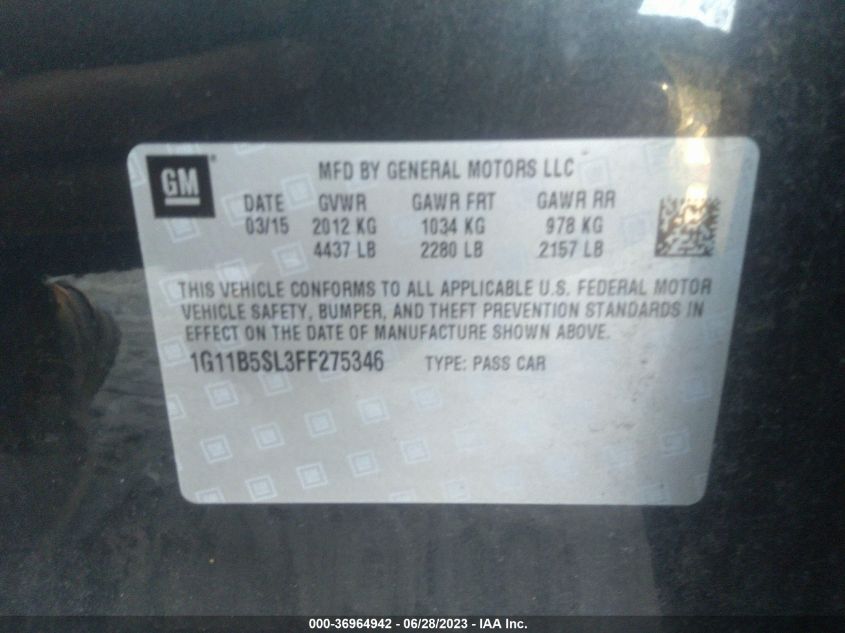 GM®
MFD BY GENERAL MOTORS LLC
DATE GVWR GAWR FRT GAWR RR
03/15 2012 KG 1034 KG 978 KG
4437 LB 2280 LB 2157 LB
THIS VEHICLE CONFORMS TO ALL APPLICABLE U.S. FEDERAL MOTOR
VEHICLE SAFETY, BUMPER, AND THEFT PREVENTION STANDARDS IN
EFFECT ON THE DATE OF MANUFACTURE SHOWN ABOVE.
1G11B5SL3FF275346 TYPE: PASS CAR
000-36964942 - 06/28/2023 - IAA Inc.